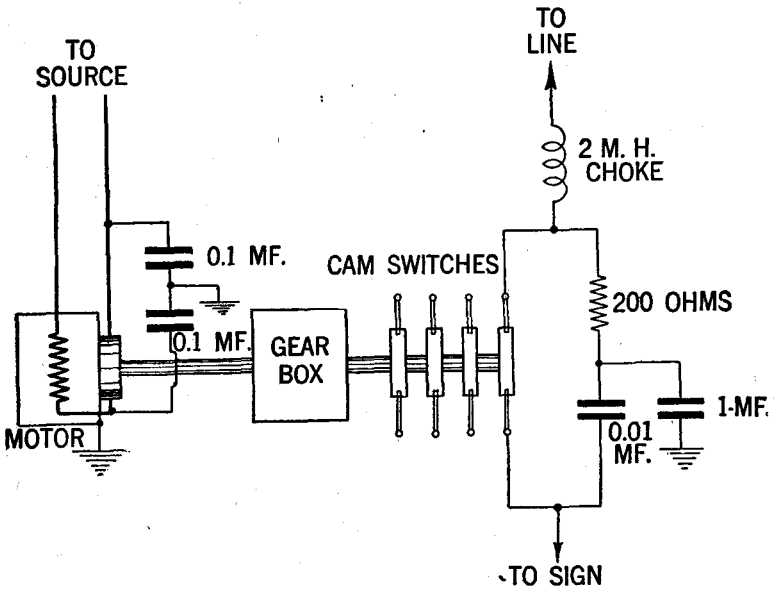 TO
SOURCE
TO
LINE
2 M. H.
CHOKE
0.1 MF.
CAM SWITCHES
200 OHMS
0.1 MF.
GEAR
BOX
MOTOR
0.01
MF.
1-MF.
TO SIGN